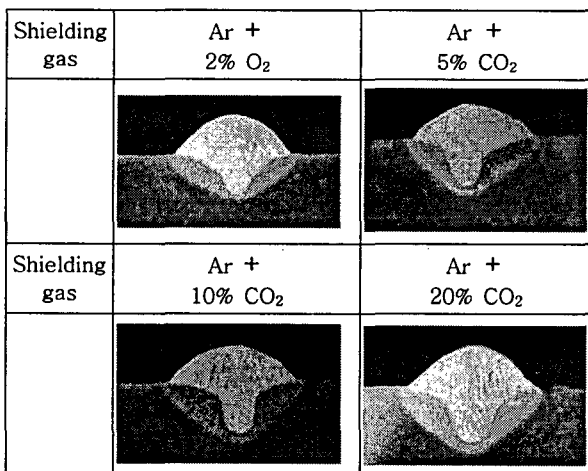 Shielding gas
Ar +
2% O₂
Ar +
5% CO₂
Shielding gas
Ar +
10% CO₂
Ar +
20% CO₂